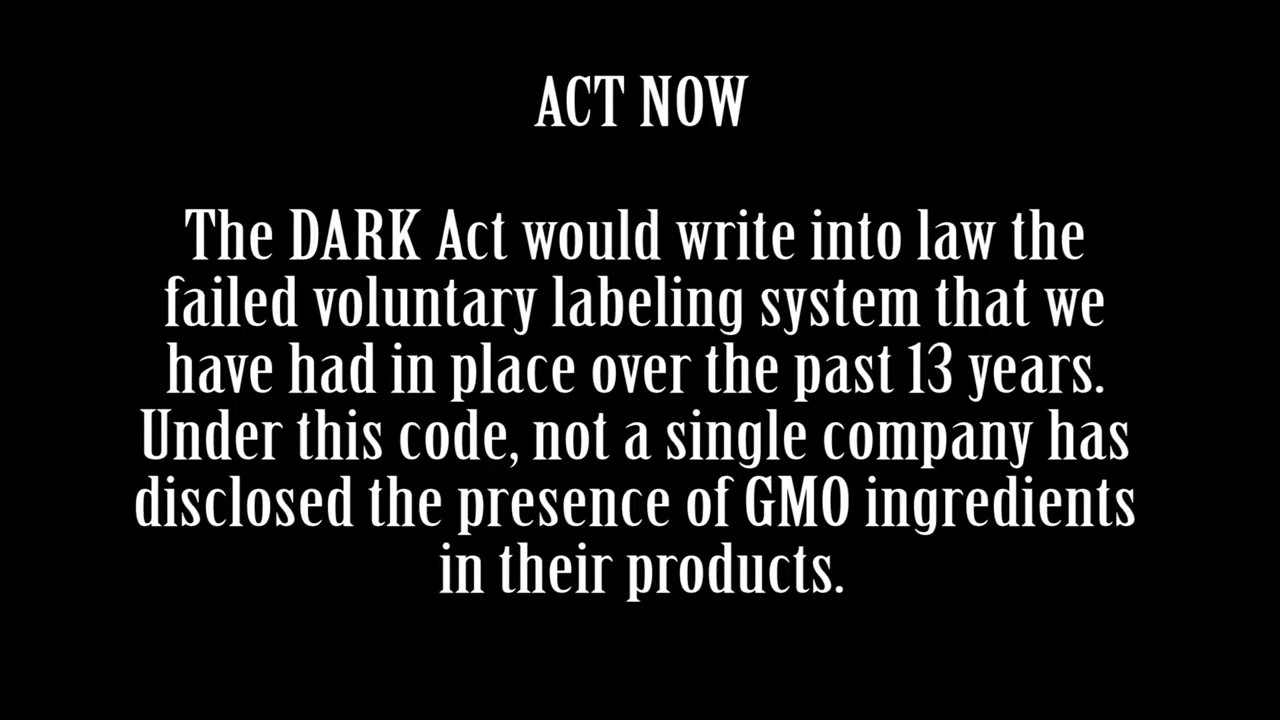 ACT NOW
The DARK Act would write into law the
failed voluntary labeling system that we
have had in place over the past 13 years.
Under this code, not a single company has
disclosed the presence of GMO ingredients
in their products.